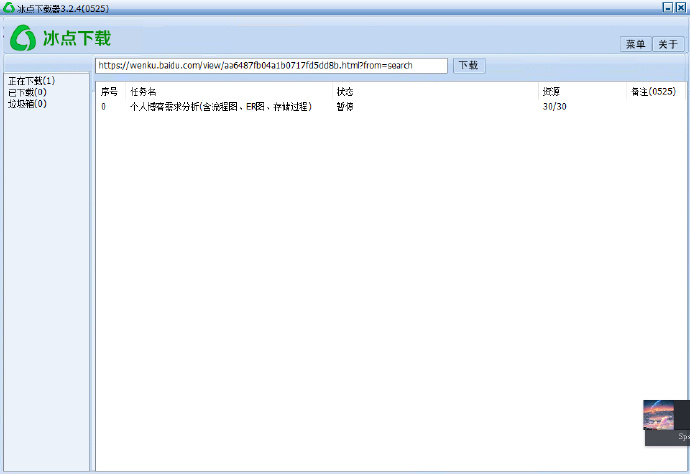 冰点下载器3.2.4(0525)
冰点下载
菜单 关于
https://wenku.baidu.com/view/aa6487fb04a1b0717fd5dd8b.html?from=search 下载
正在下载(1)
已下载(0)
垃圾箱(0)
序号 任务名 状态 资源 备注(0525)
0 个人博客需求分析(含流程图、ER图、存储过程) 暂停 30/30
Sps